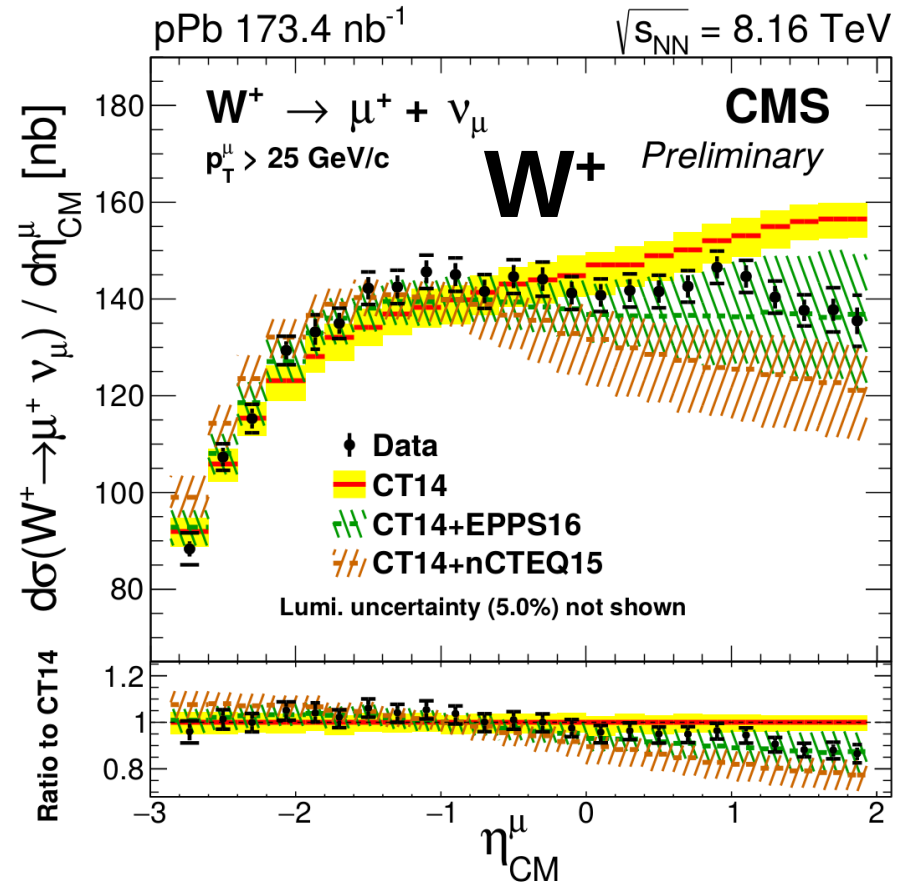 pPb 173.4 nb⁻¹ √sNN = 8.16 TeV
W⁺ → μ⁺ + νμ CMS
pTμ > 25 GeV/c Preliminary
W⁺
dσ(W⁺→μ⁺ νμ) / dημCM [nb]
180
160
140
120
100
80
Data
CT14
CT14+EPPS16
CT14+nCTEQ15
Lumi. uncertainty (5.0%) not shown
Ratio to CT14
1.2
1
0.8
−3 −2 −1 0 1 2
ημCM